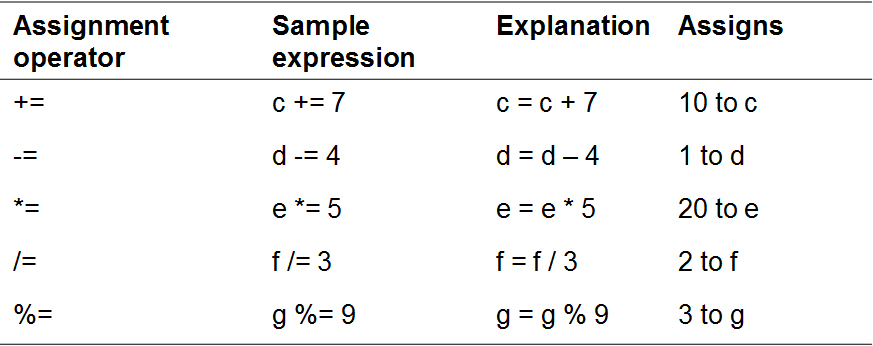 Assignment operator Sample expression Explanation Assigns
+= c += 7 c = c + 7 10 to c
-= d -= 4 d = d – 4 1 to d
*= e *= 5 e = e * 5 20 to e
/= f /= 3 f = f / 3 2 to f
%= g %= 9 g = g % 9 3 to g